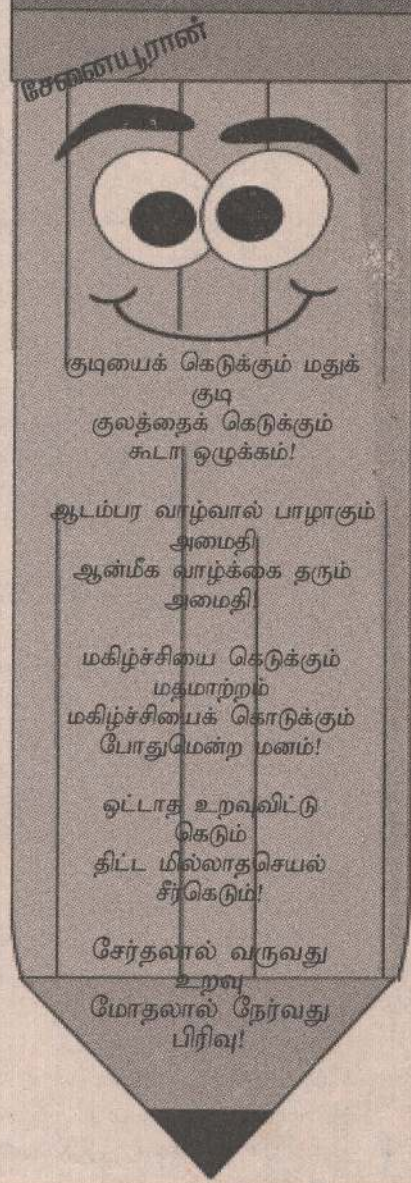 சேனையூரான்
குடியைக் கெடுக்கும் மதுக்
குடி
குலத்தைக் கெடுக்கும்
கூடா ஒழுக்கம்!
ஆடம்பர வாழ்வால் பாழாகும்
அமைதி
ஆன்மீக வாழ்க்கை தரும்
அமைதி!
மகிழ்ச்சியை கெடுக்கும்
மதமாற்றம்
மகிழ்ச்சியைக் கொடுக்கும்
போதுமென்ற மனம்!
ஒட்டாத உறவுவிட்டு
கெடும்
திட்ட மில்லாதசெயல்
சீர்கெடும்!
சேர்தலால் வருவது
உறவு
மோதலால் நேர்வது
பிரிவு!